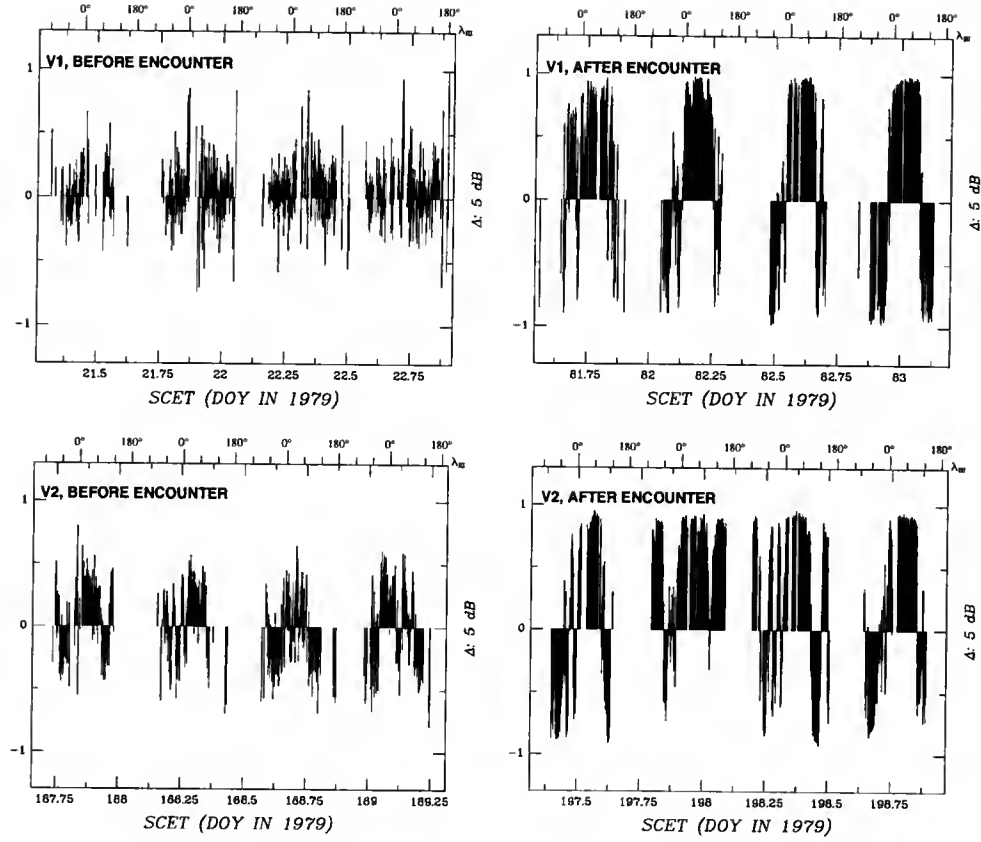 0° 180° 0° 180° 0° 180° 0° 180° λIII
V1, BEFORE ENCOUNTER
1
0
-1
Δ: 5 dB
21.5 21.75 22 22.25 22.5 22.75
SCET (DOY IN 1979)
0° 180° 0° 180° 0° 180° 0° 180° λIII
V1, AFTER ENCOUNTER
1
0
-1
Δ: 5 dB
81.75 82 82.25 82.5 82.75 83
SCET (DOY IN 1979)
0° 180° 0° 180° 0° 180° 0° 180° λIII
V2, BEFORE ENCOUNTER
1
0
-1
Δ: 5 dB
187.75 188 188.25 188.5 188.75 189 189.25
SCET (DOY IN 1979)
0° 180° 0° 180° 0° 180° 0° 180° λIII
V2, AFTER ENCOUNTER
1
0
-1
Δ: 5 dB
197.5 197.75 198 198.25 198.5 198.75
SCET (DOY IN 1979)